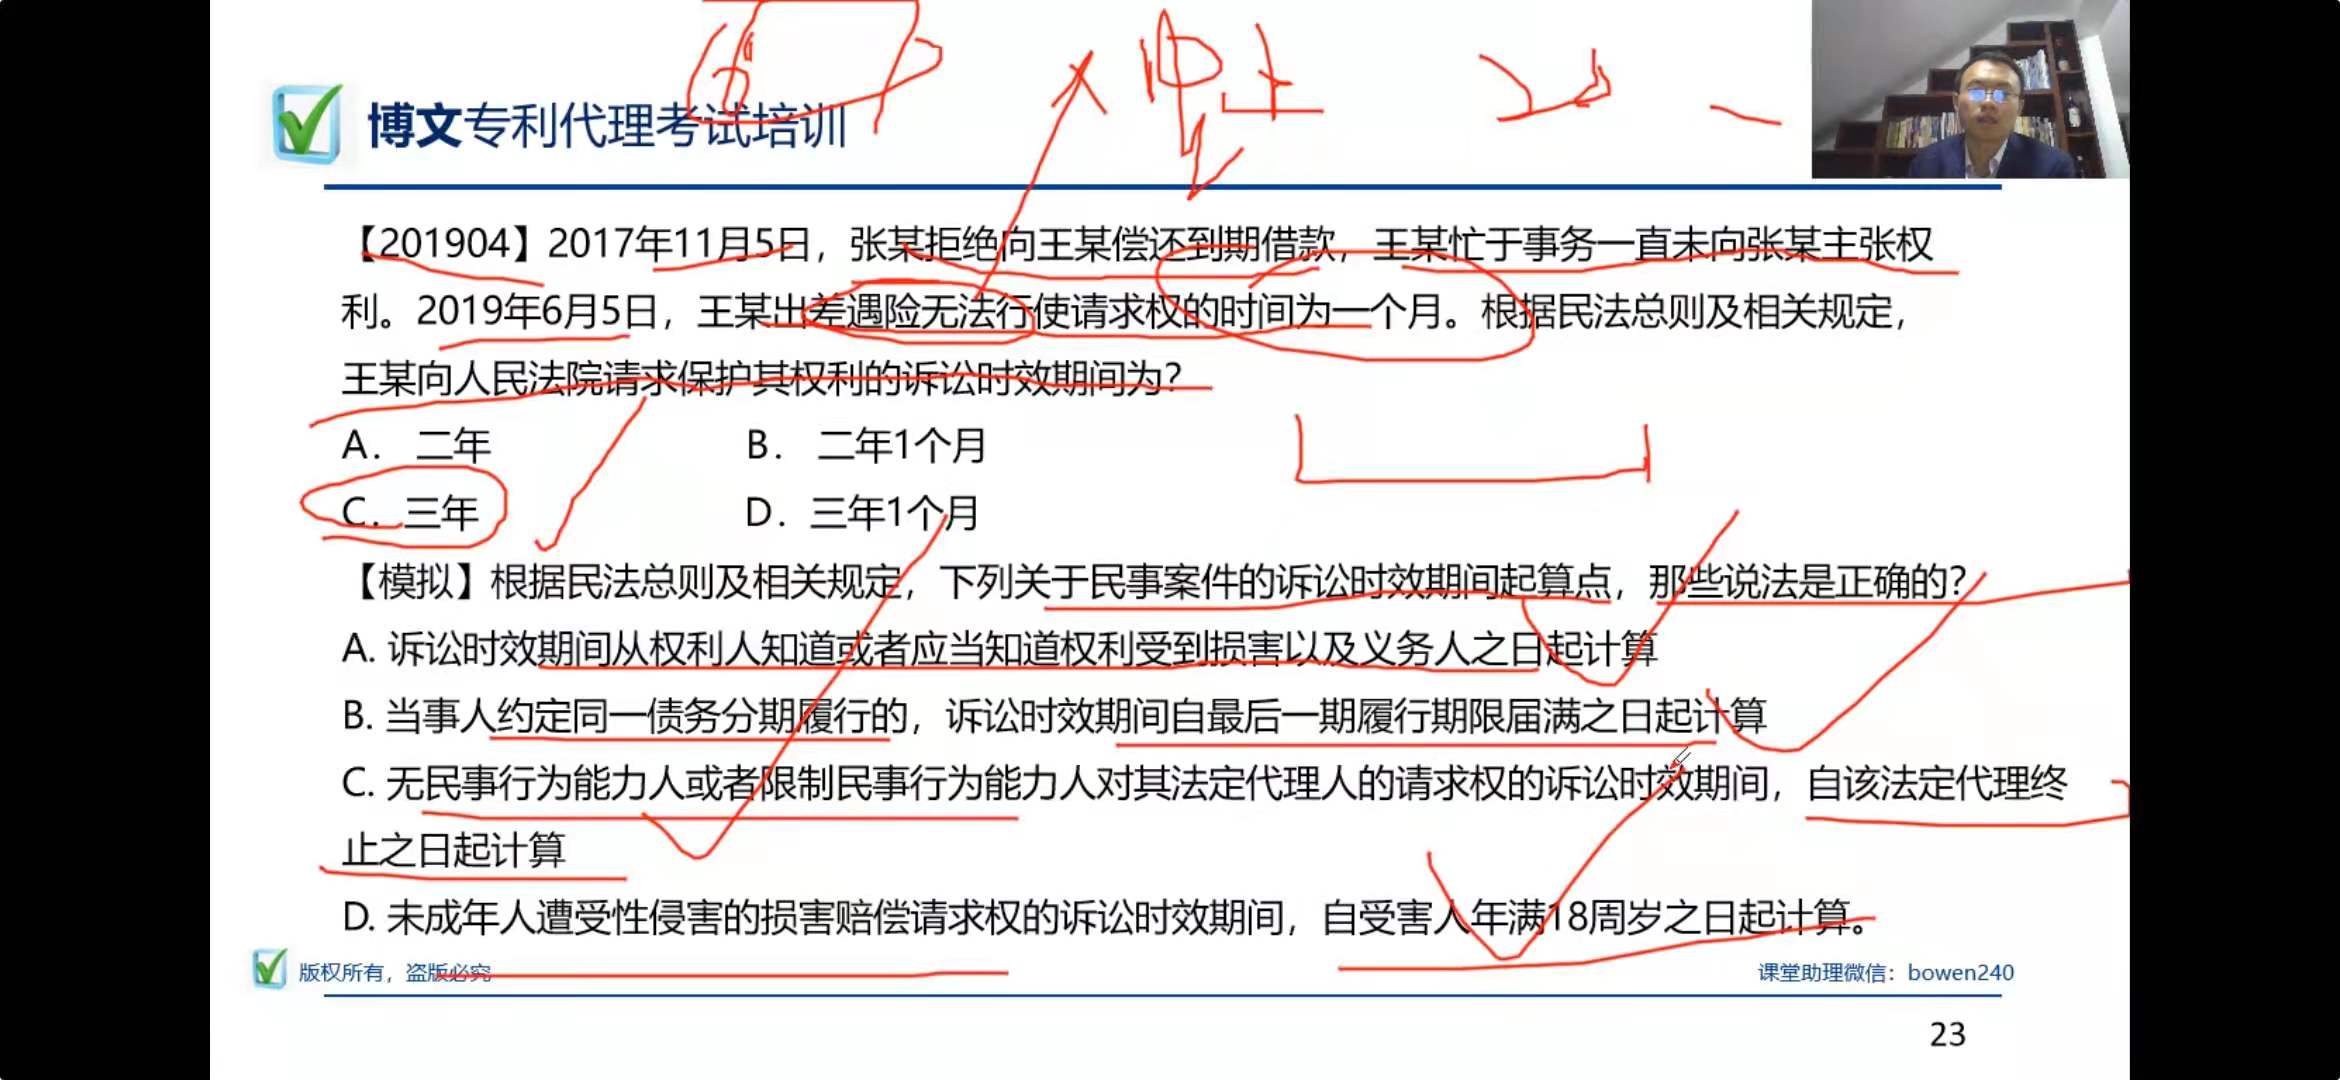 博文专利代理考试培训
【201904】2017年11月5日，张某拒绝向王某偿还到期借款，王某忙于事务一直未向张某主张权
利。2019年6月5日，王某出差遇险无法行使请求权的时间为一个月。根据民法总则及相关规定，
王某向人民法院请求保护其权利的诉讼时效期间为？
A． 二年 B． 二年1个月
C．三年 D．三年1个月
【模拟】根据民法总则及相关规定，下列关于民事案件的诉讼时效期间起算点，那些说法是正确的？
A. 诉讼时效期间从权利人知道或者应当知道权利受到损害以及义务人之日起计算
B. 当事人约定同一债务分期履行的，诉讼时效期间自最后一期履行期限届满之日起计算
C. 无民事行为能力人或者限制民事行为能力人对其法定代理人的请求权的诉讼时效期间，自该法定代理终
止之日起计算
D. 未成年人遭受性侵害的损害赔偿请求权的诉讼时效期间，自受害人年满18周岁之日起计算。
版权所有，盗版必究 课堂助理微信：bowen240
23